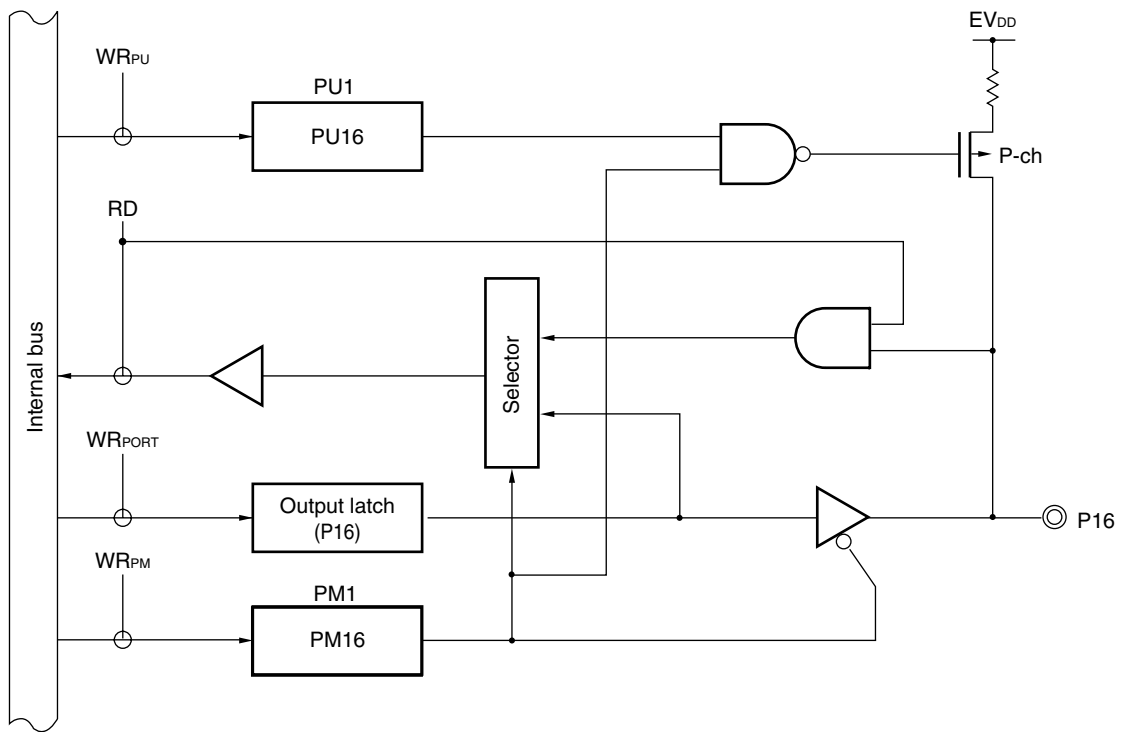 EVDD
WRPU
PU1
PU16
P-ch
RD
Internal bus
Selector
WRPORT
Output latch
(P16)
P16
WRPM
PM1
PM16